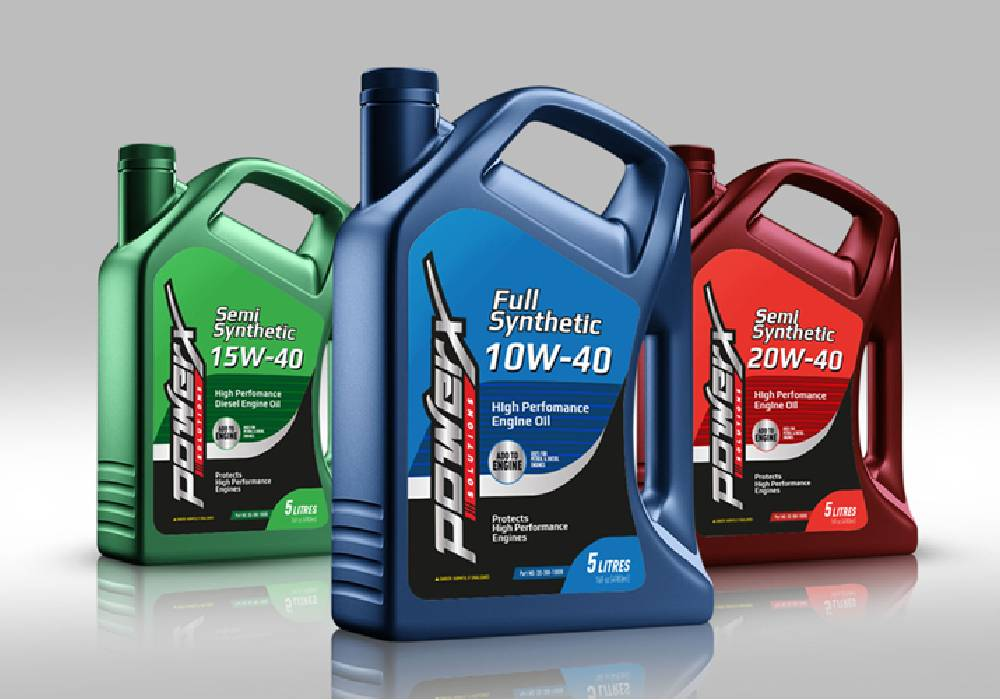 powerx
SOLUTIONS
Semi
Synthetic
15W-40
High Perfomance
Diesel Engine Oil
ADD TO
ENGINE
Protects
High Performance
Engines
5 LITRES
powerx
SOLUTIONS
Full
Synthetic
10W-40
High Perfomance
Engine Oil
ADD TO
ENGINE
Protects
High Performance
Engines
5 LITRES
powerx
SOLUTIONS
Semi
Synthetic
20W-40
High Perfomance
Engine Oil
ADD TO
ENGINE
Protects
High Performance
Engines
5 LITRES